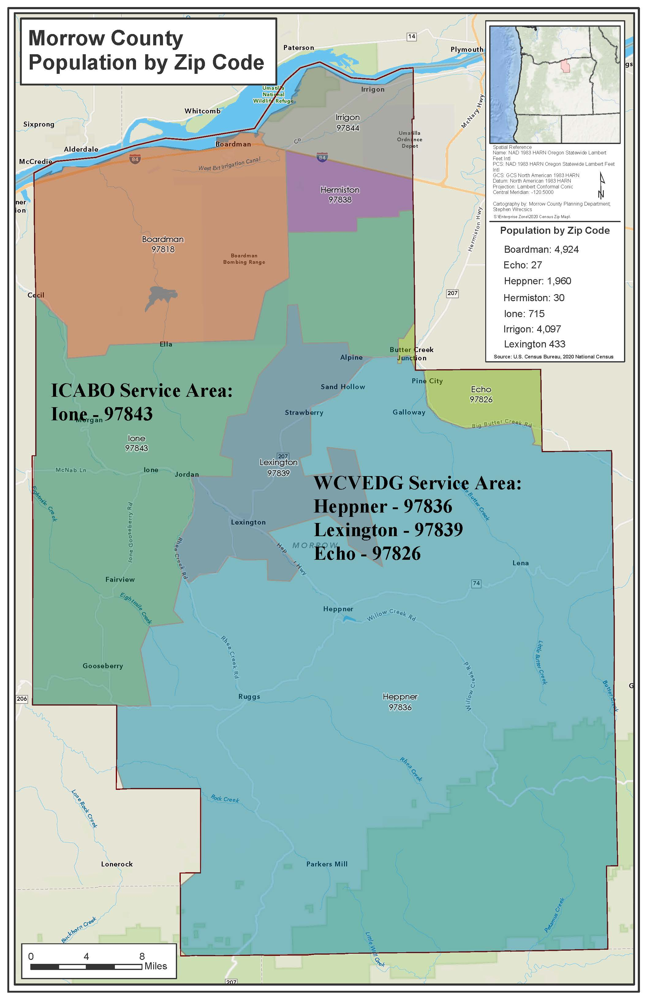 Morrow County
Population by Zip Code
14
Paterson
Plymouth
gs
Umatilla
National
Wildlife Refuge
Irrigon
Whitcomb
McNary Hwy
Irrigon
97844
Sixprong
Umatilla
Ordnance
Depot
Co
Boardman
Alderdale
84
84
McCredie
West Ext Irrigation Canal
Hermiston
97838
ner
ion
Hermiston Hwy
Boardman
97818
Boardman
Bombing Range
Cecil
207
Ella
Butter Creek
Junction
Alpine
Pine City
Sand Hollow
Echo
97826
ICABO Service Area:
Ione - 97843
Morgan
Strawberry
Galloway
Big Butter Creek Rd
Ione
97843
207
Lexington
97839
McNab Ln
Ione
Jordan
WCVEDG Service Area:
Heppner - 97836
Lexington - 97839
Echo - 97826
Little Butter Creek
Eightmile Creek
Ione Gooseberry Rd
Lexington
Rhea Creek Rd
MORROW
Hep
r Hwy
Lena
Fairview
74
Eightmile Creek
Heppner
Willow Creek Rd
Rhea Creek Rd
Little Butter Creek
Willow Creek Rd
Gooseberry
Butter Creek
G
206
Ruggs
Heppner
97836
Rhea Creek
Lone Rock Creek
Rock Creek
Lonerock
Parkers Mill
Buckhorn Creek
Potamus Creek
Little Wall Creek
207
0 4 8
Miles
Spatial Reference
Name: NAD 1983 HARN Oregon Statewide Lambert
Feet Intl
PCS: NAD 1983 HARN Oregon Statewide Lambert Feet
Intl
GCS: GCS North American 1983 HARN
Datum: North American 1983 HARN
Projection: Lambert Conformal Conic
Central Meridian: -120.5000
N
Cartography by: Morrow County Planning Department;
Stephen Wrecsics
S:\Enterprise Zone\2020 Census Zip Map\
Population by Zip Code
Boardman: 4,924
Echo: 27
Heppner: 1,960
Hermiston: 30
Ione: 715
Irrigon: 4,097
Lexington 433
Source: U.S. Census Bureau, 2020 National Census